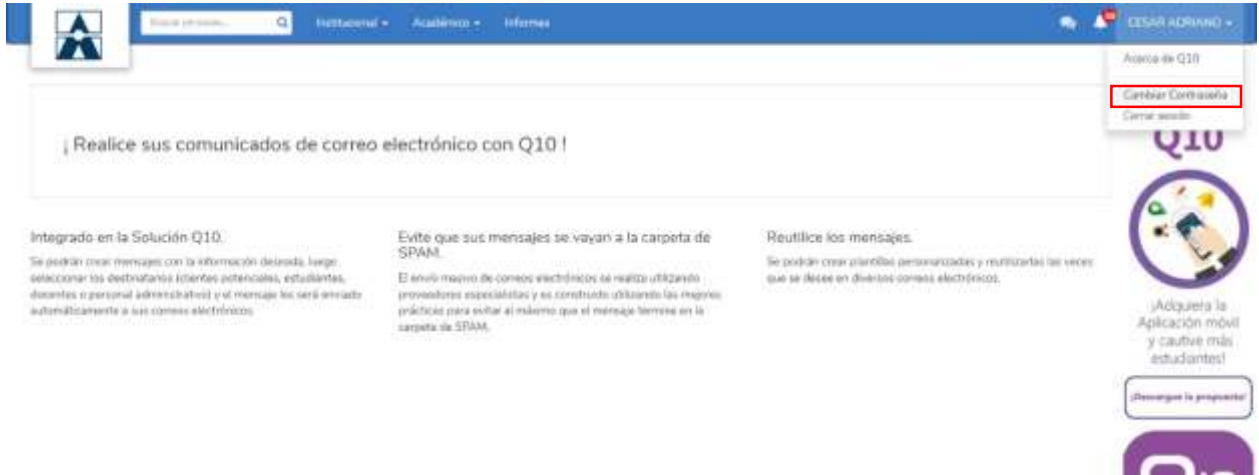 Buscar personas...
Institucional
Académico
Informes
CESAR ADRIANO
Acerca de Q10
Cambiar Contraseña
Cerrar sesión
Q10
¡ Realice sus comunicados de correo electrónico con Q10 !
Integrado en la Solución Q10.
Se podrán crear mensajes con la información deseada, luego
seleccionar los destinatarios (clientes potenciales, estudiantes,
docentes o personal administrativo) y el mensaje les será enviado
automáticamente a sus correos electrónicos.
Evite que sus mensajes se vayan a la carpeta de
SPAM.
El envío masivo de correos electrónicos se realiza utilizando
proveedores especialistas y es construido utilizando las mejores
prácticas para evitar al máximo que el mensaje termine en la
carpeta de SPAM.
Reutilice los mensajes.
Se podrán crear plantillas personalizadas y reutilizarlas las veces
que se desee en diversos correos electrónicos.
¡Adquiera la
Aplicación móvil
y cautive más
estudiantes!
¡Descargue la propuesta!